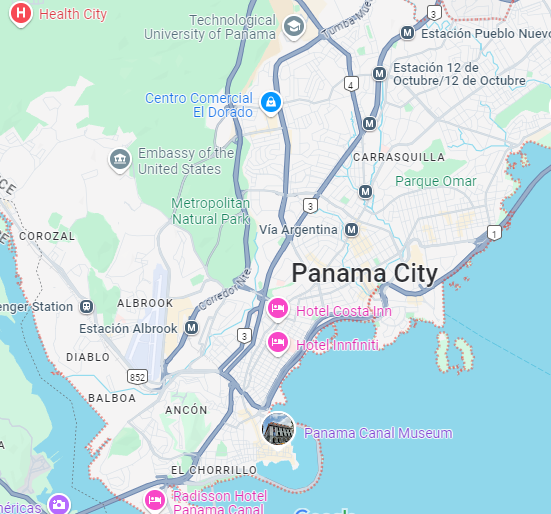 Health City
Technological
University of Panama
Tumba Muer
3
Estación Pueblo Nuevo
Estación 12 de
Octubre/12 de Octubre
4
Centro Comercial
El Dorado
Embassy of the
United States
CARRASQUILLA
Parque Omar
Metropolitan
Natural Park
3
Vía Argentina
1
COROZAL
Panama City
Corredor Nte.
enger Station
ALBROOK
Hotel Costa Inn
Estación Albrook
3
Hotel Innfiniti
DIABLO
852
BALBOA
ANCÓN
Panama Canal Museum
EL CHORRILLO
Radisson Hotel
Panama Canal
méricas